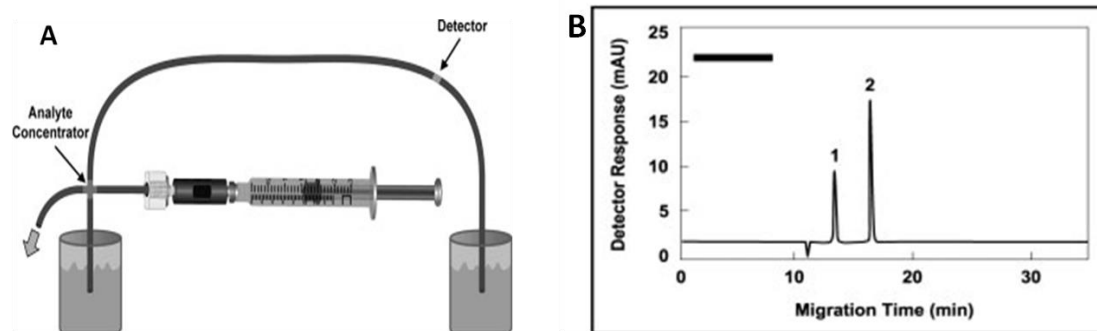 A
Detector
Analyte
Concentrator
B
Detector Response (mAU)
25
20
15
10
5
0
1
2
0
10
20
30
Migration Time (min)